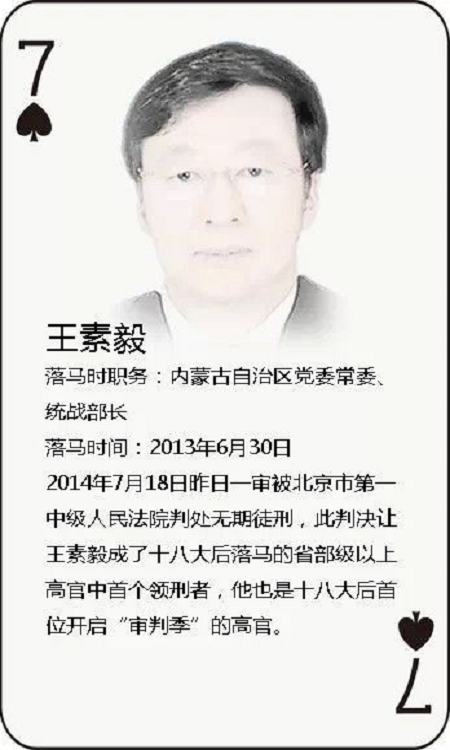 7
王素毅
落马时职务：内蒙古自治区党委常委、
统战部长
落马时间：2013年6月30日
2014年7月18日昨日一审被北京市第一
中级人民法院判处无期徒刑，此判决让
王素毅成了十八大后落马的省部级以上
高官中首个领刑者，他也是十八大后首
位开启“审判季”的高官。
7